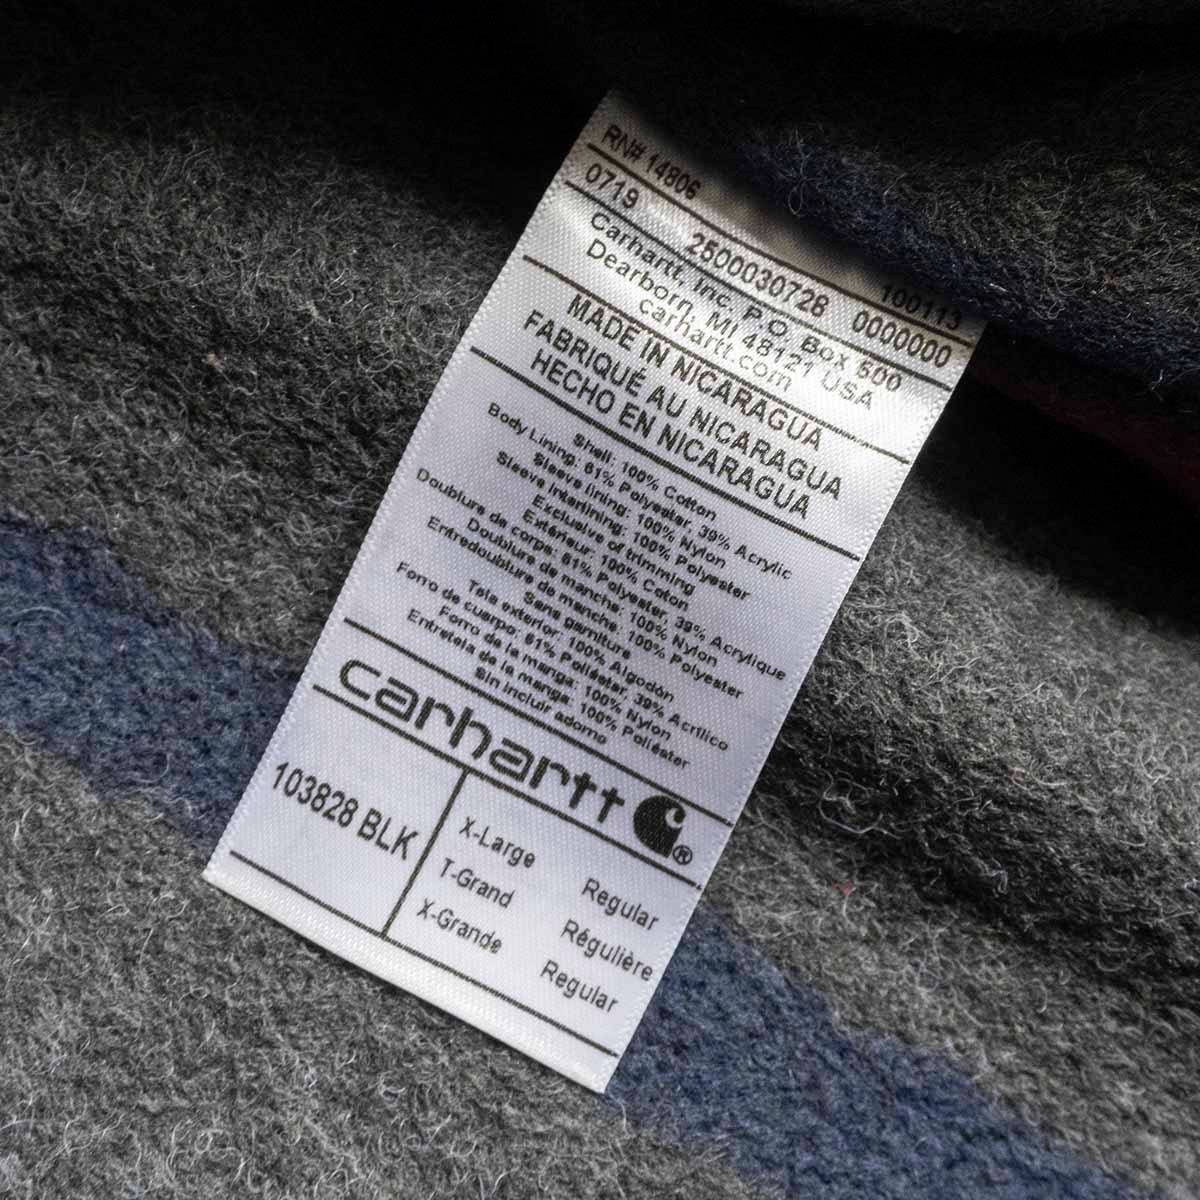 RN# 14806
100113
0719
2500030728
0000000
Carhartt, Inc. P.O. Box 500
Dearborn, MI 48121 USA
carhartt.com
MADE IN NICARAGUA
FABRIQUÉ AU NICARAGUA
HECHO EN NICARAGUA
Shell: 100% Cotton
Body Lining: 61% Polyester, 39% Acrylic
Sleeve lining: 100% Nylon
Sleeve Interlining: 100% Polyester
Exclusive of trimming
Extérieur: 100% Coton
Doublure de corps: 61% Polyester, 39% Acrylique
Doublure de manche: 100% Nylon
Entredoublure de manche: 100% Polyester
Sans garniture
Tela exterior: 100% Algodón
Forro de cuerpo: 61% Poliéster, 39% Acrílico
Forro de la manga: 100% Nylon
Entretela de la manga: 100% Poliéster
Sin incluir adorno
carhartt ®
103828 BLK
X-Large Regular
T-Grand Régulière
X-Grande Regular